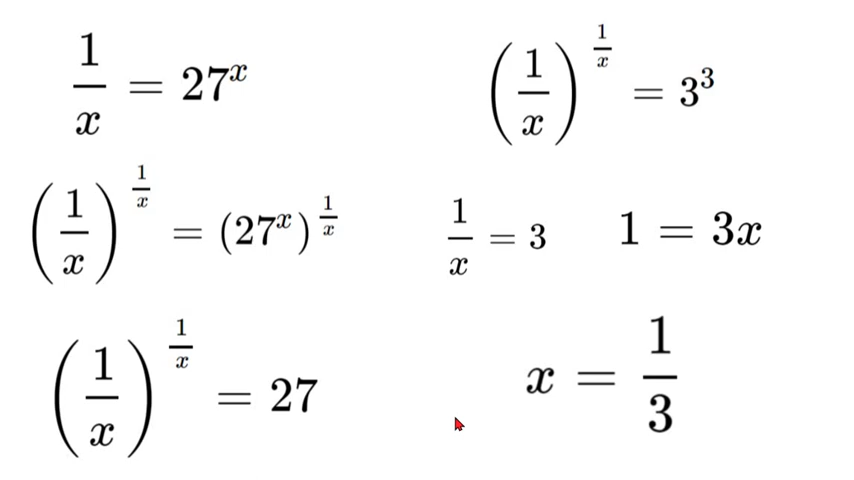 1/x = 27^x
(1/x)^(1/x) = (27^x)^(1/x)
(1/x)^(1/x) = 27
(1/x)^(1/x) = 3^3
1/x = 3    1 = 3x
x = 1/3